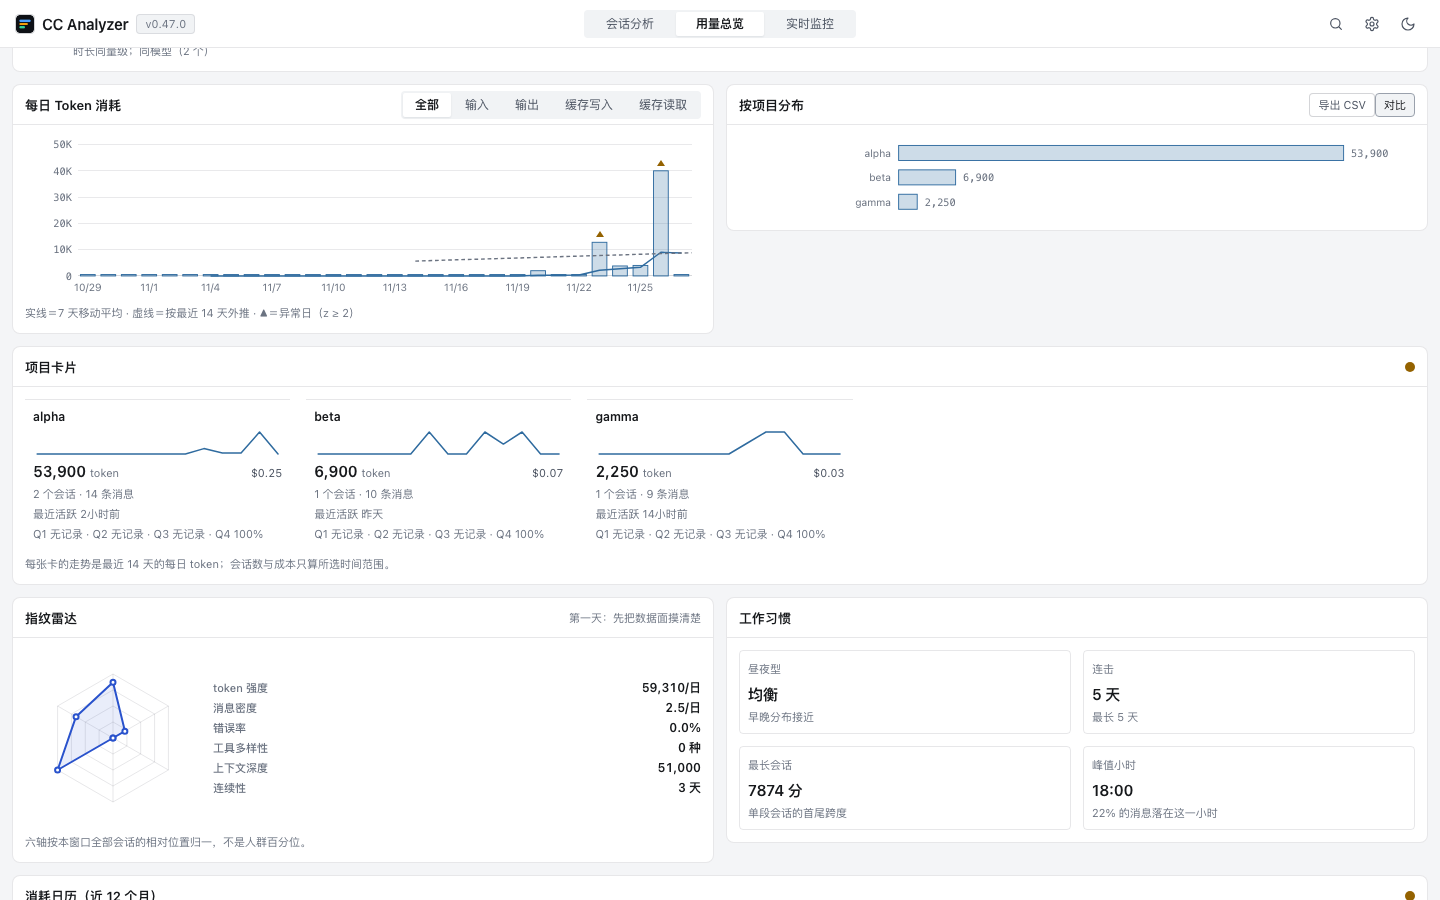 CC Analyzer v0.47.0 会话分析 用量总览 实时监控
时长同量级；同模型（2 个）
每日 Token 消耗 全部 输入 输出 缓存写入 缓存读取
50K
40K
30K
20K
10K
0
10/29 11/1 11/4 11/7 11/10 11/13 11/16 11/19 11/22 11/25
实线=7 天移动平均 · 虚线=按最近 14 天外推 · ▲=异常日（z ≥ 2）
按项目分布 导出 CSV 对比
alpha 53,900
beta 6,900
gamma 2,250
项目卡片
alpha
53,900 token $0.25
2 个会话 · 14 条消息
最近活跃 2小时前
Q1 无记录 · Q2 无记录 · Q3 无记录 · Q4 100%
beta
6,900 token $0.07
1 个会话 · 10 条消息
最近活跃 昨天
Q1 无记录 · Q2 无记录 · Q3 无记录 · Q4 100%
gamma
2,250 token $0.03
1 个会话 · 9 条消息
最近活跃 14小时前
Q1 无记录 · Q2 无记录 · Q3 无记录 · Q4 100%
每张卡的走势是最近 14 天的每日 token；会话数与成本只算所选时间范围。
指纹雷达 第一天：先把数据面摸清楚
token 强度 59,310/日
消息密度 2.5/日
错误率 0.0%
工具多样性 0 种
上下文深度 51,000
连续性 3 天
六轴按本窗口全部会话的相对位置归一，不是人群百分位。
工作习惯
昼夜型
均衡
早晚分布接近
连击
5 天
最长 5 天
最长会话
7874 分
单段会话的首尾跨度
峰值小时
18:00
22% 的消息落在这一小时
消耗日历（近 12 个月）